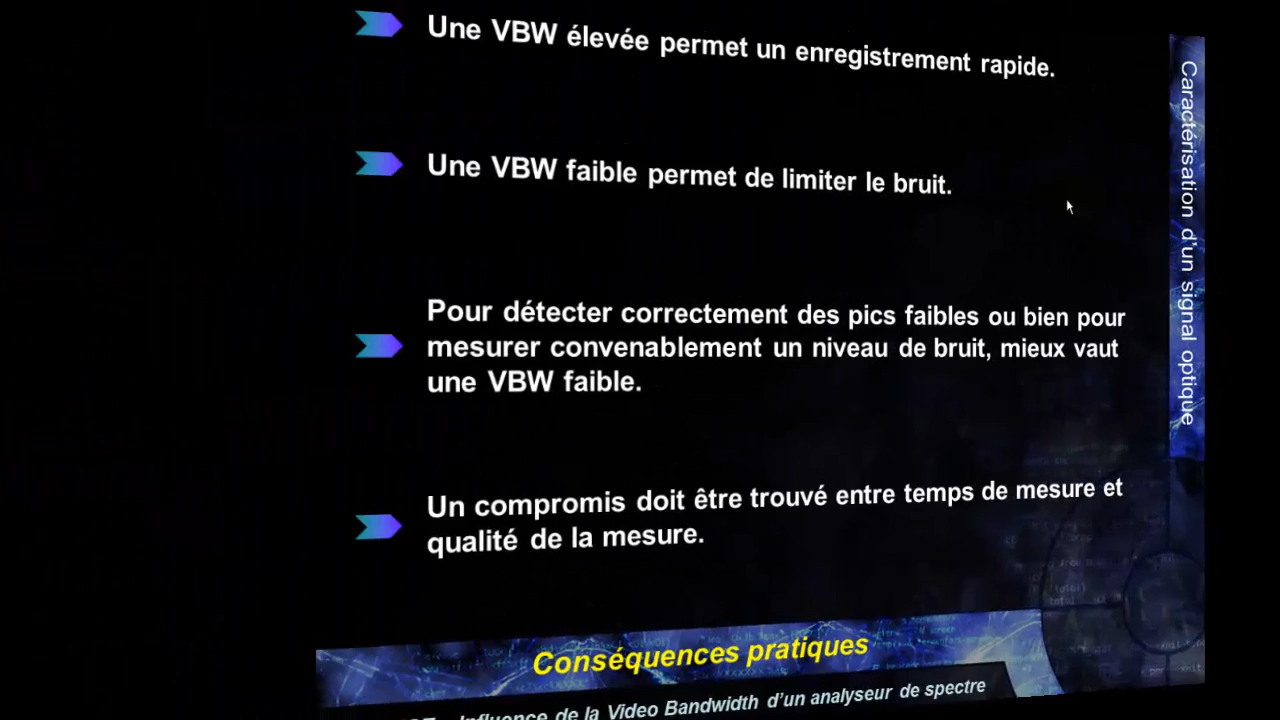 Une VBW élevée permet un enregistrement rapide.
Une VBW faible permet de limiter le bruit.
Pour détecter correctement des pics faibles ou bien pour
mesurer convenablement un niveau de bruit, mieux vaut
une VBW faible.
Un compromis doit être trouvé entre temps de mesure et
qualité de la mesure.
Conséquences pratiques
Influence de la Video Bandwidth d'un analyseur de spectre
Caractérisation d'un signal optique